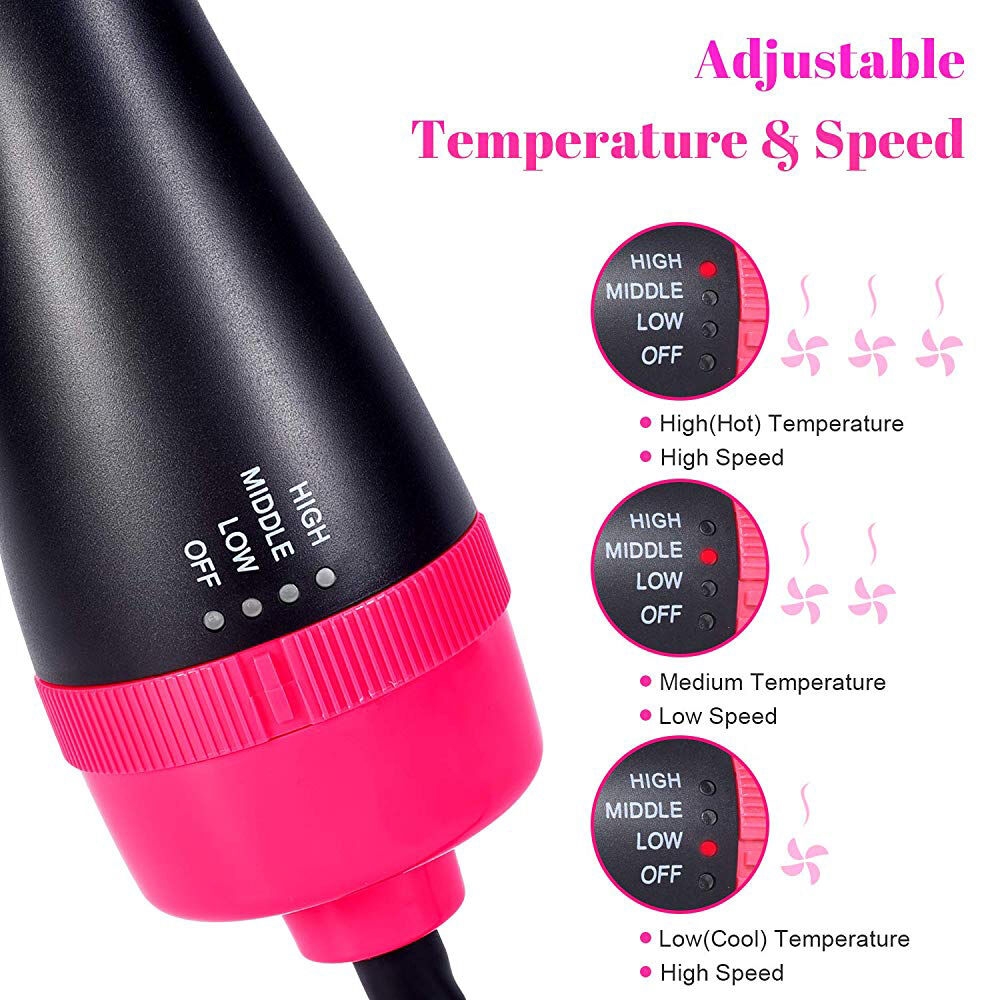 Adjustable
Temperature & Speed
HIGH
MIDDLE
LOW
OFF
High(Hot) Temperature
High Speed
HIGH
MIDDLE
LOW
OFF
Medium Temperature
Low Speed
HIGH
MIDDLE
LOW
OFF
Low(Cool) Temperature
High Speed
OFF
LOW
MIDDLE
HIGH